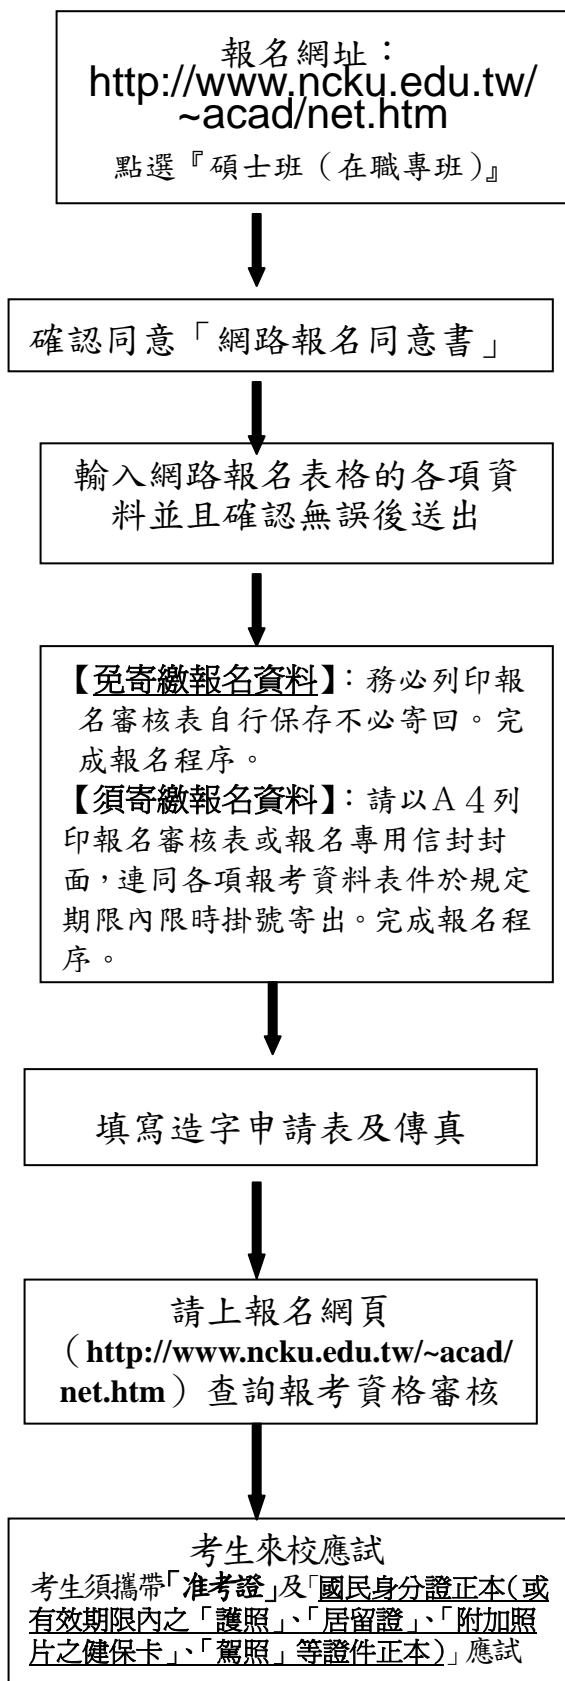 報名網址：
http://www.ncku.edu.tw/
~acad/net.htm
點選『碩士班（在職專班）』
確認同意「網路報名同意書」
輸入網路報名表格的各項資
料並且確認無誤後送出
【免寄繳報名資料】：務必列印報
名審核表自行保存不必寄回。完
成報名程序。
【須寄繳報名資料】：請以A４列
印報名審核表或報名專用信封封
面，連同各項報考資料表件於規定
期限內限時掛號寄出。完成報名程
序。
填寫造字申請表及傳真
請上報名網頁
（http://www.ncku.edu.tw/~acad/
net.htm）查詢報考資格審核
考生來校應試
考生須攜帶「准考證」及「國民身分證正本(或
有效期限內之「護照」、「居留證」、「附加照
片之健保卡」、「駕照」等證件正本)」應試